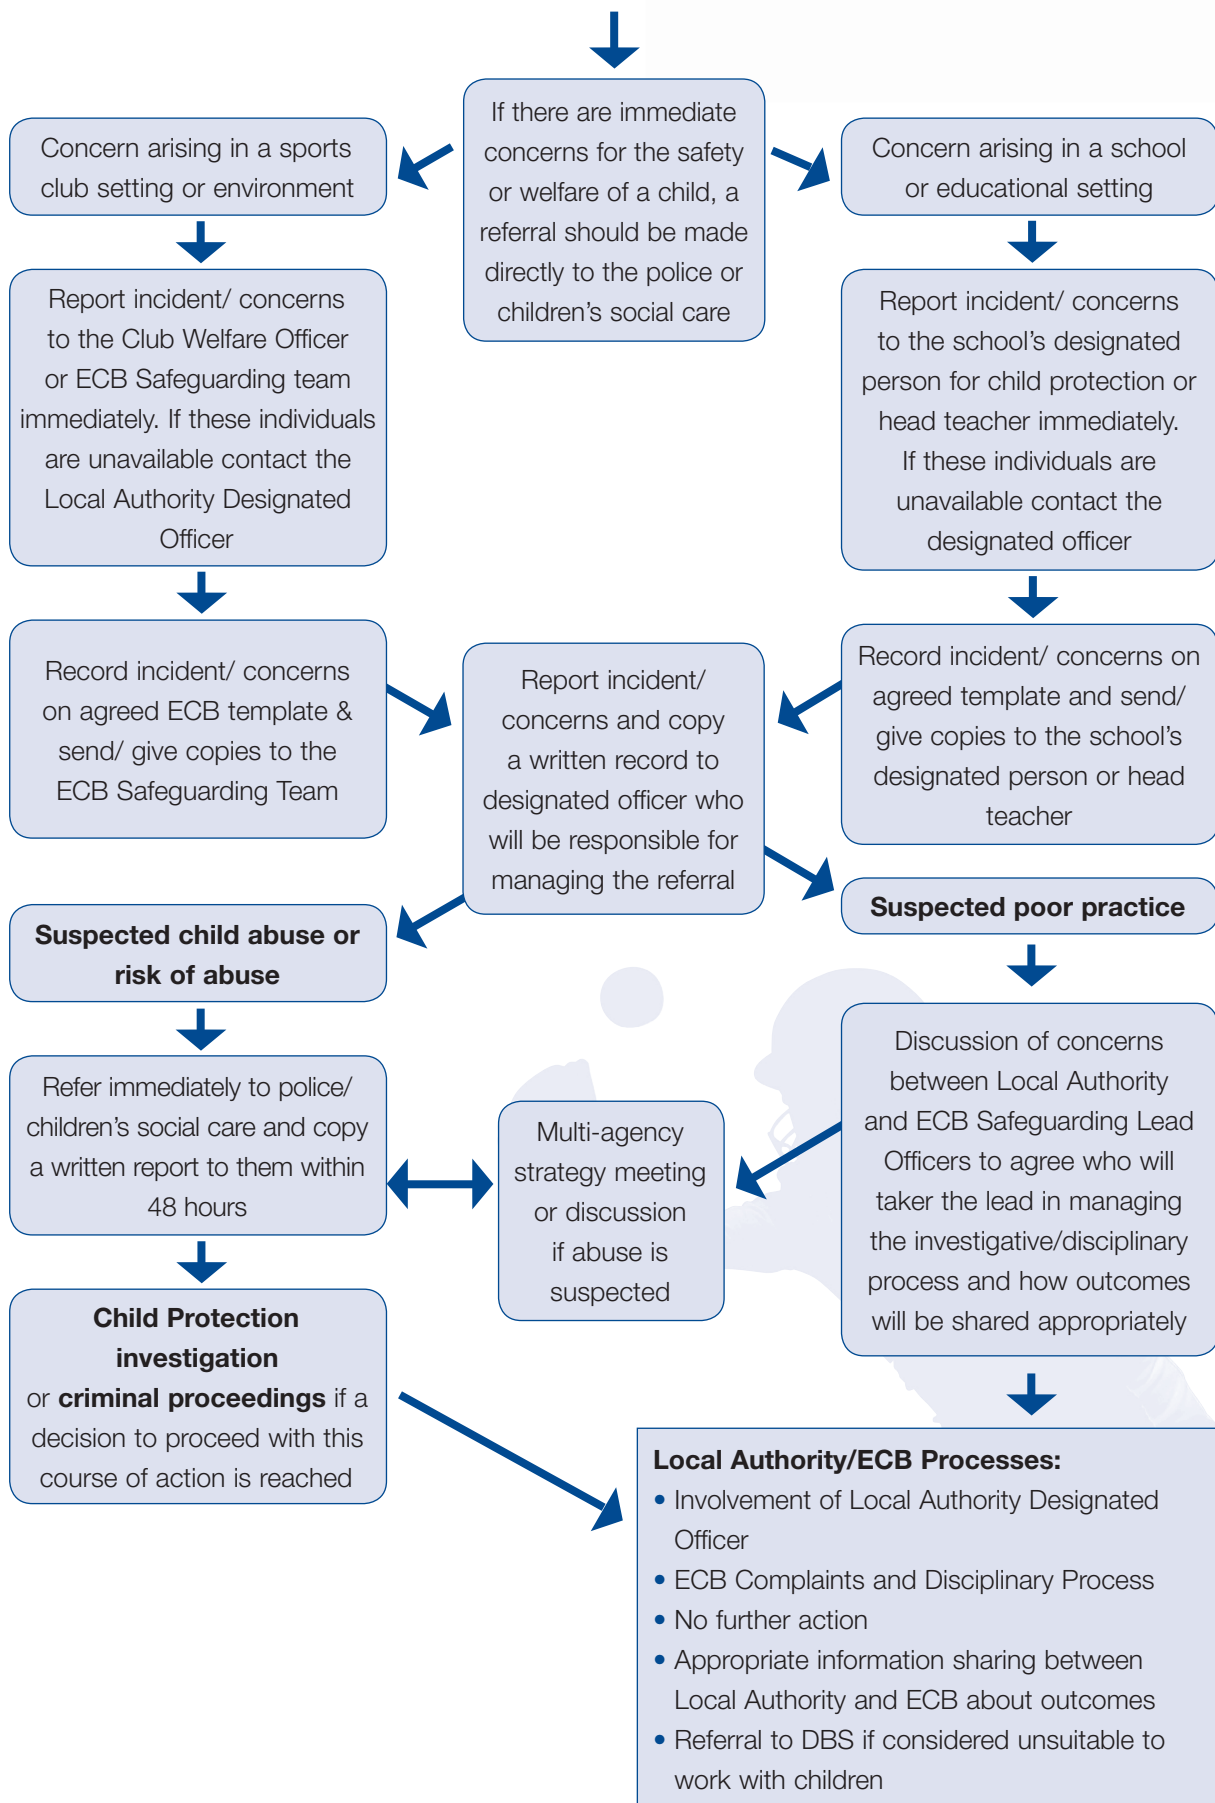 If there are immediate
concerns for the safety
or welfare of a child, a
referral should be made
directly to the police or
children’s social care
Concern arising in a sports
club setting or environment
Concern arising in a school
or educational setting
Report incident/ concerns
to the Club Welfare Officer
or ECB Safeguarding team
immediately. If these individuals
are unavailable contact the
Local Authority Designated
Officer
Report incident/ concerns
to the school’s designated
person for child protection or
head teacher immediately.
If these individuals are
unavailable contact the
designated officer
Record incident/ concerns
on agreed ECB template &
send/ give copies to the
ECB Safeguarding Team
Report incident/
concerns and copy
a written record to
designated officer who
will be responsible for
managing the referral
Record incident/ concerns on
agreed template and send/
give copies to the school’s
designated person or head
teacher
Suspected child abuse or
risk of abuse
Suspected poor practice
Refer immediately to police/
children’s social care and copy
a written report to them within
48 hours
Multi-agency
strategy meeting
or discussion
if abuse is
suspected
Discussion of concerns
between Local Authority
and ECB Safeguarding Lead
Officers to agree who will
taker the lead in managing
the investigative/disciplinary
process and how outcomes
will be shared appropriately
Child Protection
investigation
or criminal proceedings if a
decision to proceed with this
course of action is reached
Local Authority/ECB Processes:
• Involvement of Local Authority Designated
Officer
• ECB Complaints and Disciplinary Process
• No further action
• Appropriate information sharing between
Local Authority and ECB about outcomes
• Referral to DBS if considered unsuitable to
work with children